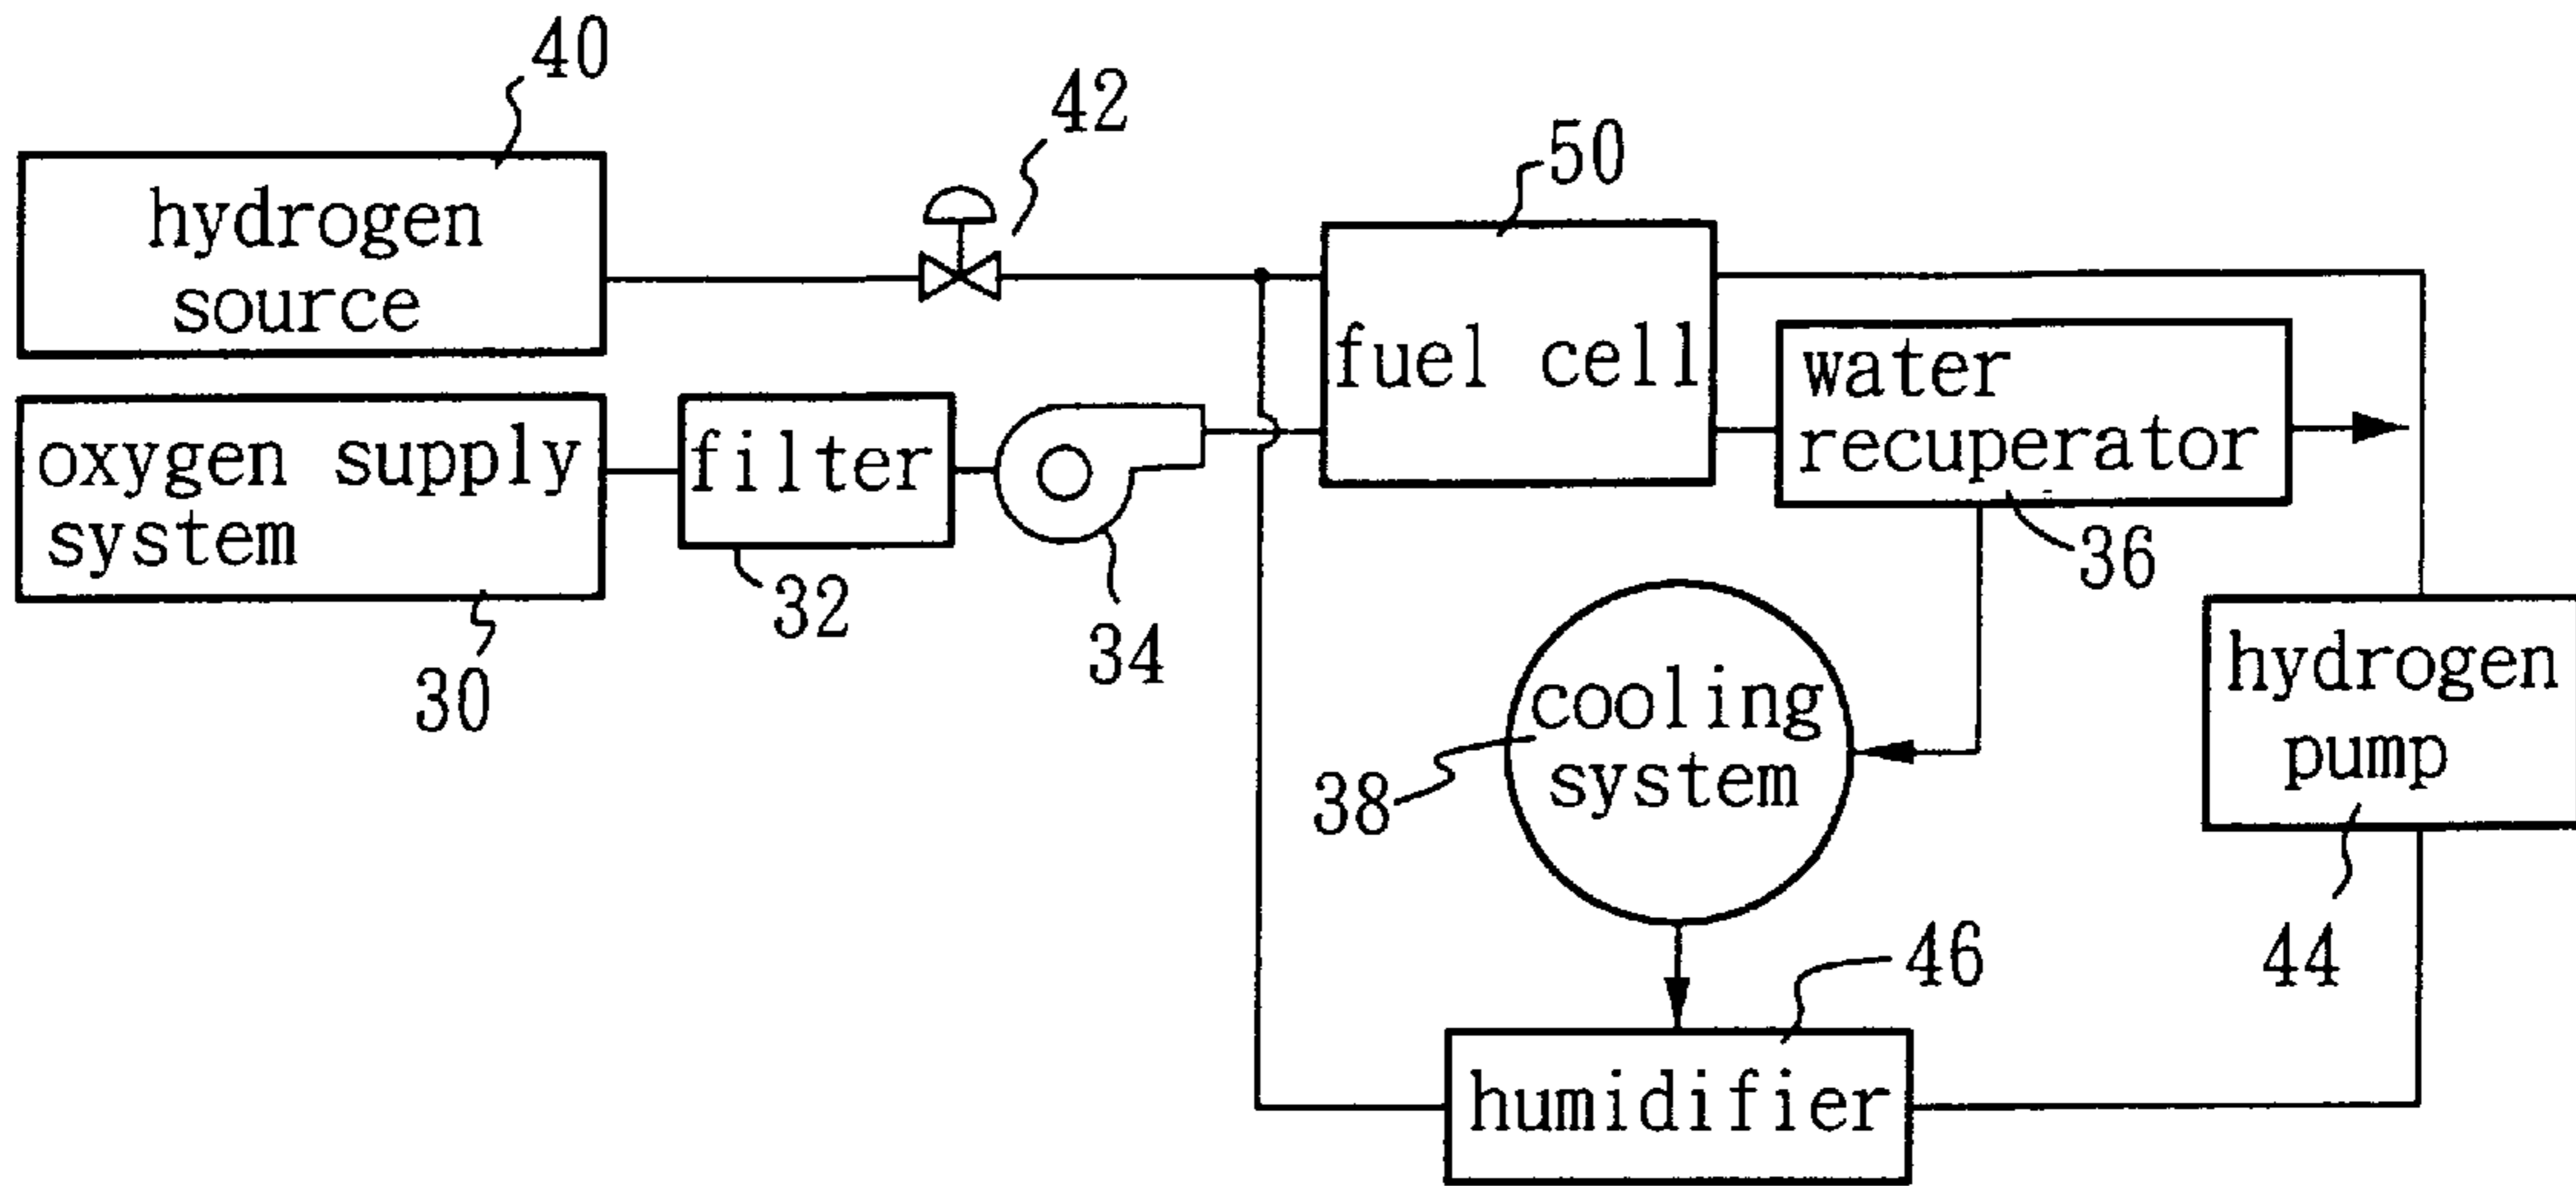 40
42
50
hydrogen
source
fuel cell
water
recuperator
oxygen supply
system
filter
36
32
34
30
hydrogen
pump
cooling
system
38
46
44
humidifier